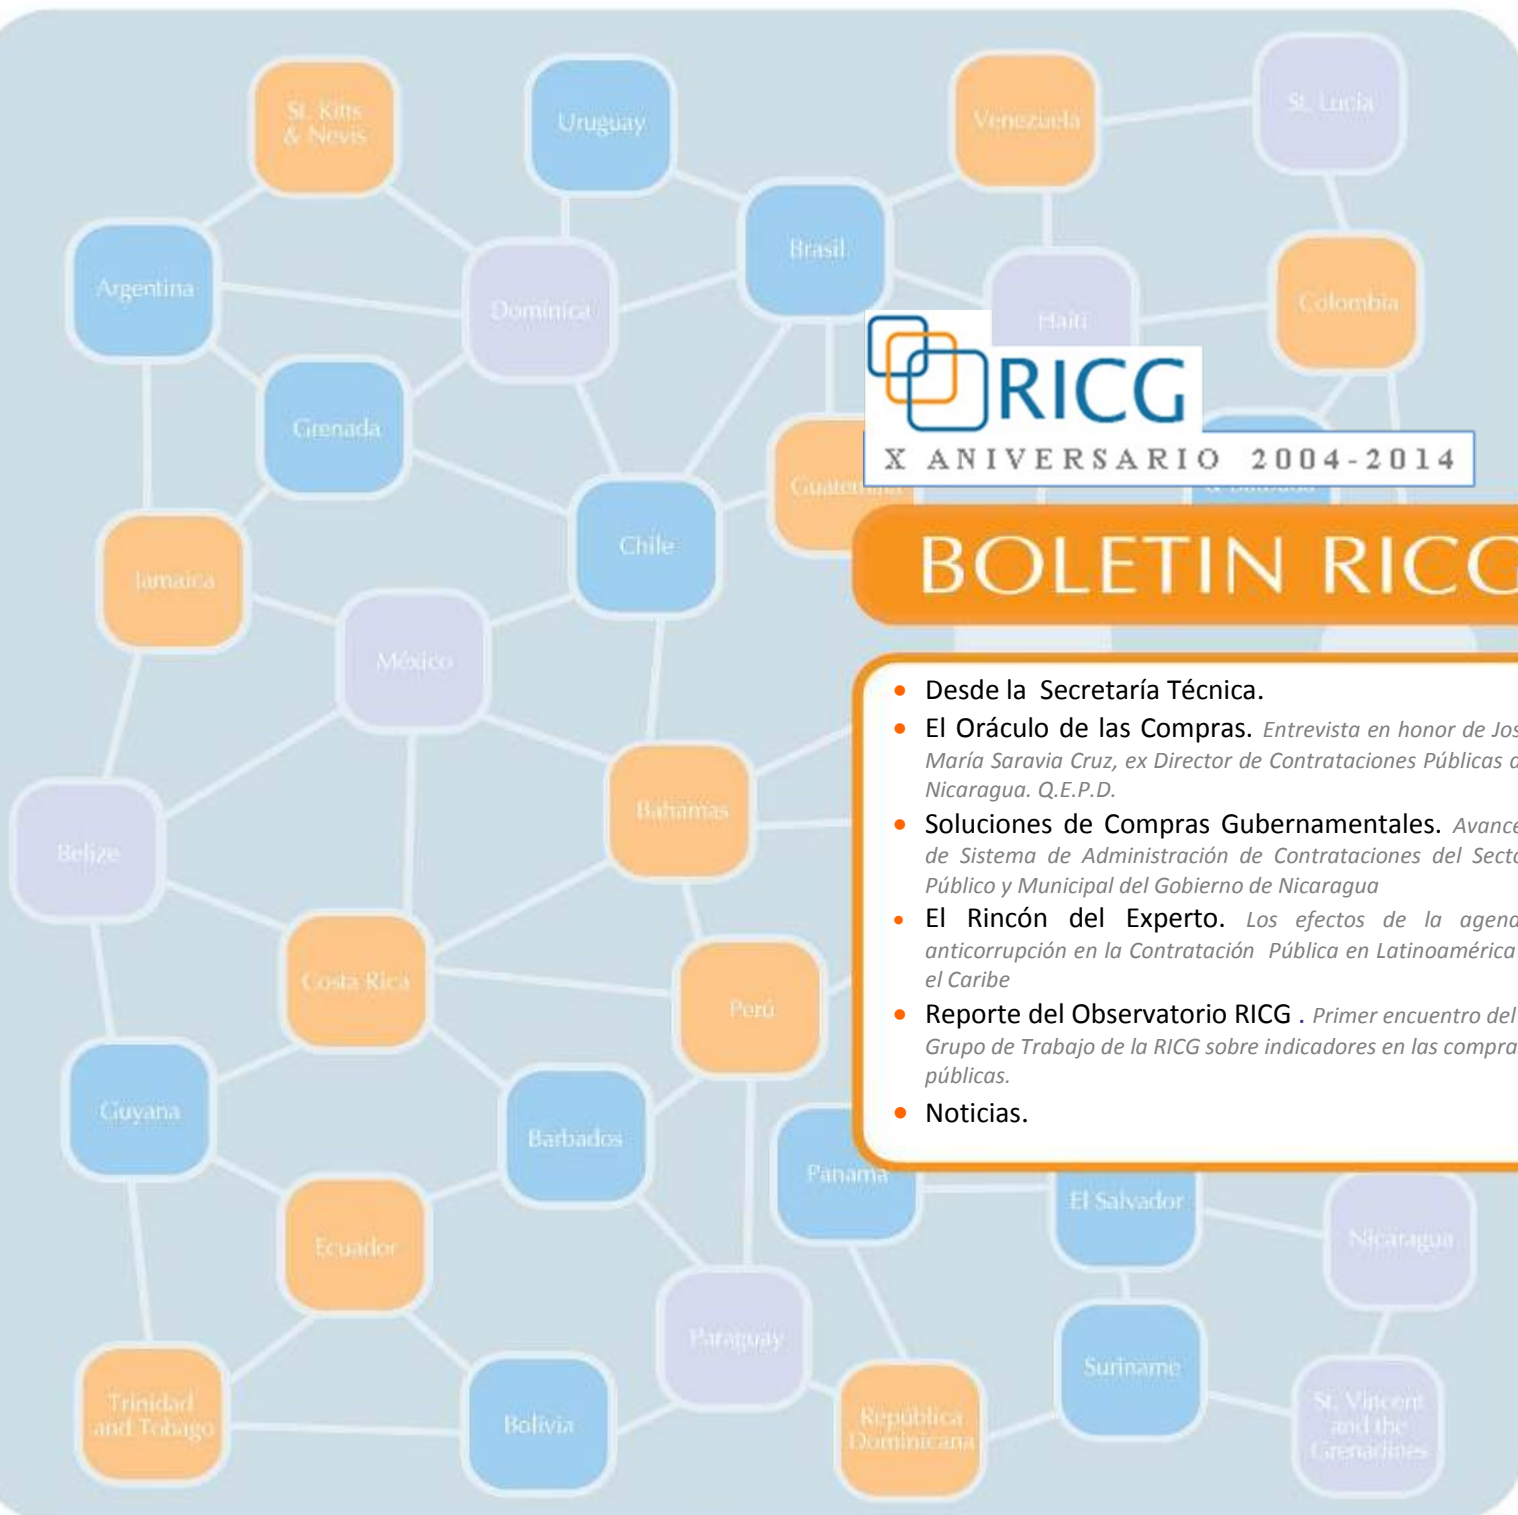 St. Kitts
& Nevis
Uruguay
Venezuela
St. Lucia
Argentina
Dominica
Brasil
Haiti
Colombia
Grenada
RICG
X ANIVERSARIO 2004-2014
Chile
Jamaica
BOLETIN RICG
México
Bahamas
Belize
Costa Rica
Perú
• Desde la Secretaría Técnica.
• El Oráculo de las Compras. Entrevista en honor de
María Saravia Cruz, ex Director de Contrataciones Públicas
Nicaragua. Q.E.P.D.
• Soluciones de Compras Gubernamentales. Avance
de Sistema de Administración de Contrataciones del
Público y Municipal del Gobierno de Nicaragua
• El Rincón del Experto. Los efectos de la
anticorrupción en la Contratación Pública en Latinoamérica
el Caribe
• Reporte del Observatorio RICG . Primer encuentro del
Grupo de Trabajo de la RICG sobre indicadores en las
públicas.
• Noticias.
Guyana
Barbados
Panama
El Salvador
Nicaragua
Ecuador
Paraguay
Suriname
Trinidad
and Tobago
Bolivia
República
Dominicana
St. Vincent
and the
Grenadines